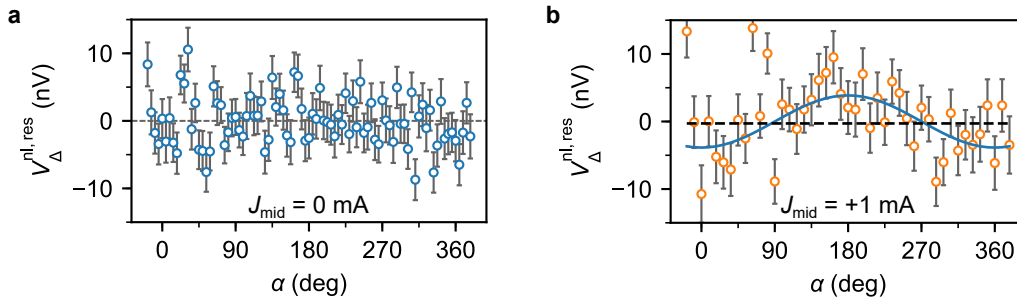 a
V_Δ^{nl,res} (nV)
10
0
−10
J_mid = 0 mA
0 90 180 270 360
α (deg)
b
V_Δ^{nl,res} (nV)
10
0
−10
J_mid = +1 mA
0 90 180 270 360
α (deg)